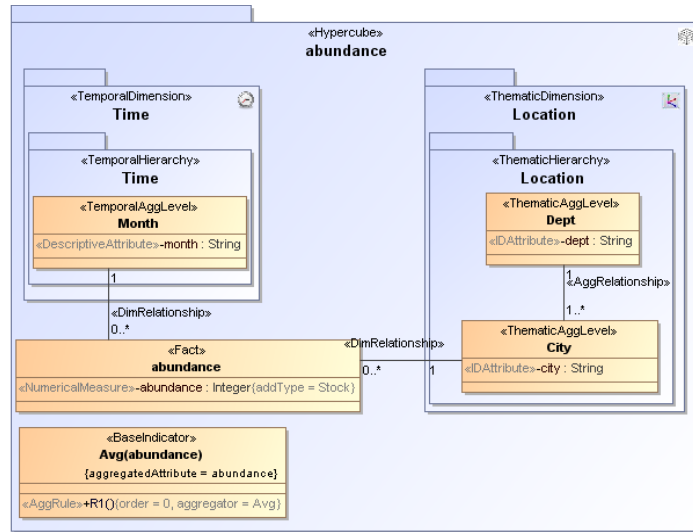 «Hypercube»
abundance
«TemporalDimension»
Time
«TemporalHierarchy»
Time
«TemporalAggLevel»
Month
«DescriptiveAttribute»-month : String
1
«DimRelationship»
0..*
«ThematicDimension»
Location
«ThematicHierarchy»
Location
«ThematicAggLevel»
Dept
«IDAttribute»-dept : String
1
«AggRelationship»
1..*
«ThematicAggLevel»
City
«IDAttribute»-city : String
«DimRelationship»
0..*
1
«Fact»
abundance
«NumericalMeasure»-abundance : Integer{addType = Stock}
«BaseIndicator»
Avg(abundance)
{aggregatedAttribute = abundance}
«AggRule»+R1(){order = 0, aggregator = Avg}